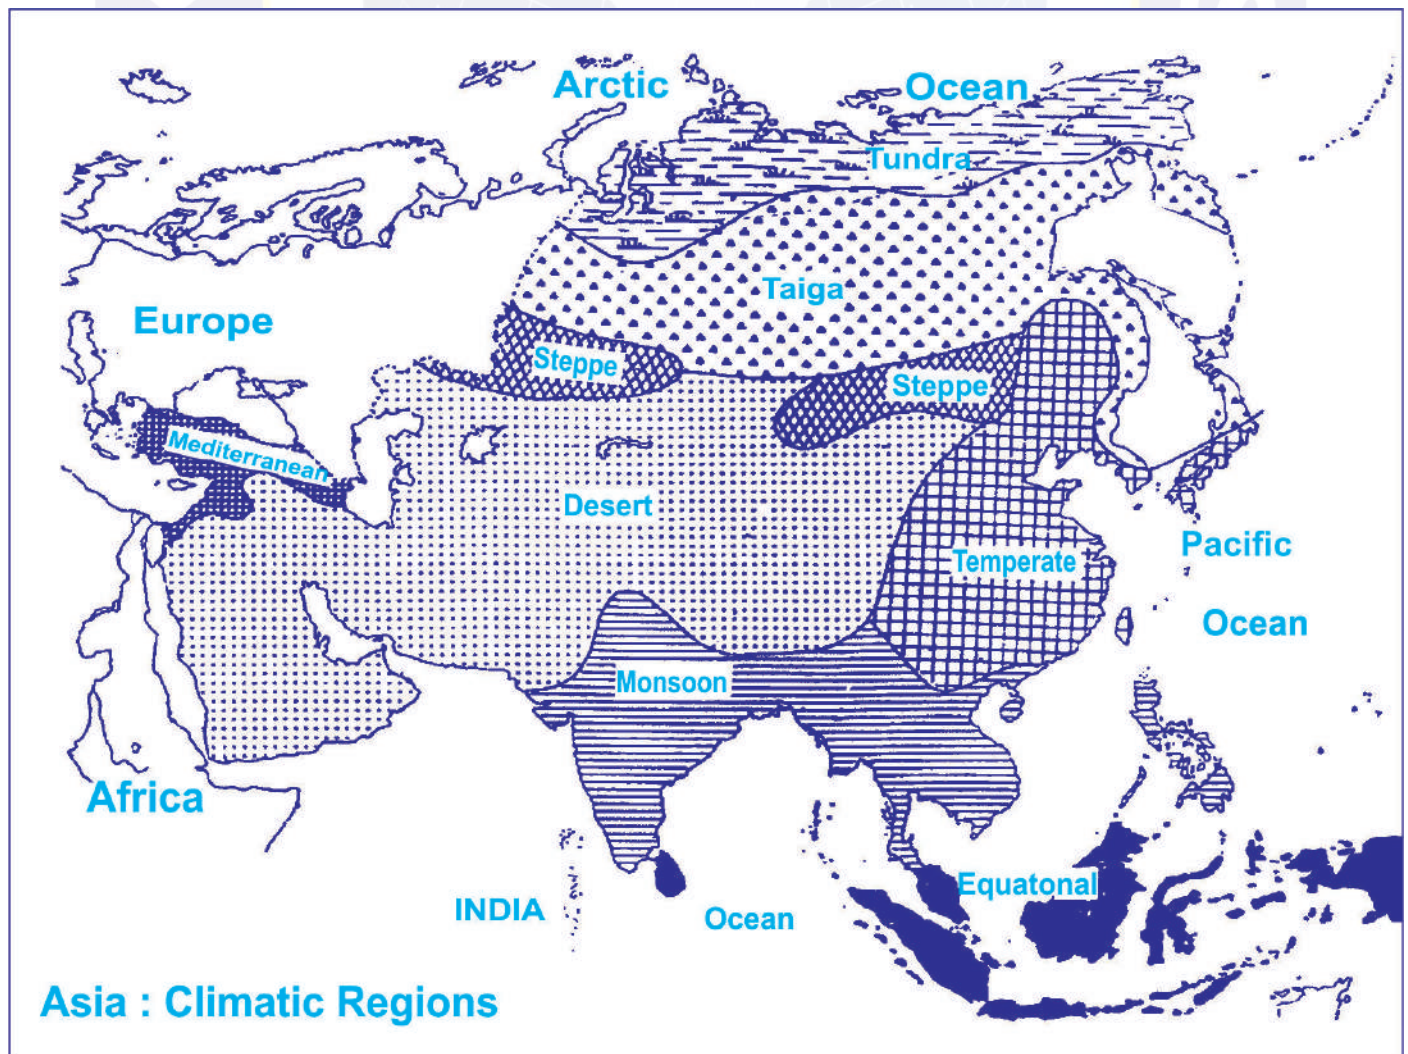 Arctic
Ocean
Tundra
Taiga
Europe
Steppe
Steppe
Mediterranean
Desert
Pacific
Temperate
Ocean
Monsoon
Africa
Equatonal
INDIA
Ocean
Asia : Climatic Regions